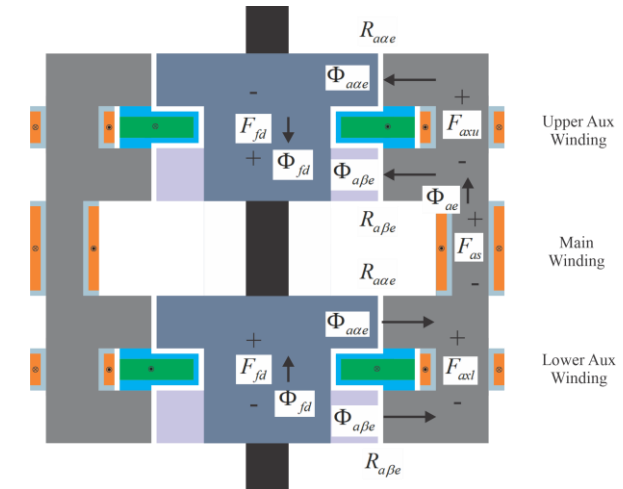 R_{aαe}
Φ_{aαe}
-
+
F_{fd}
F_{axu}
Upper Aux
Winding
+
Φ_{fd}
-
Φ_{aβe}
Φ_{ae}
R_{aβe}
+
F_{as}
Main
Winding
R_{aαe}
-
Φ_{aαe}
+
+
F_{fd}
F_{axl}
Lower Aux
Winding
-
Φ_{fd}
-
Φ_{aβe}
R_{aβe}